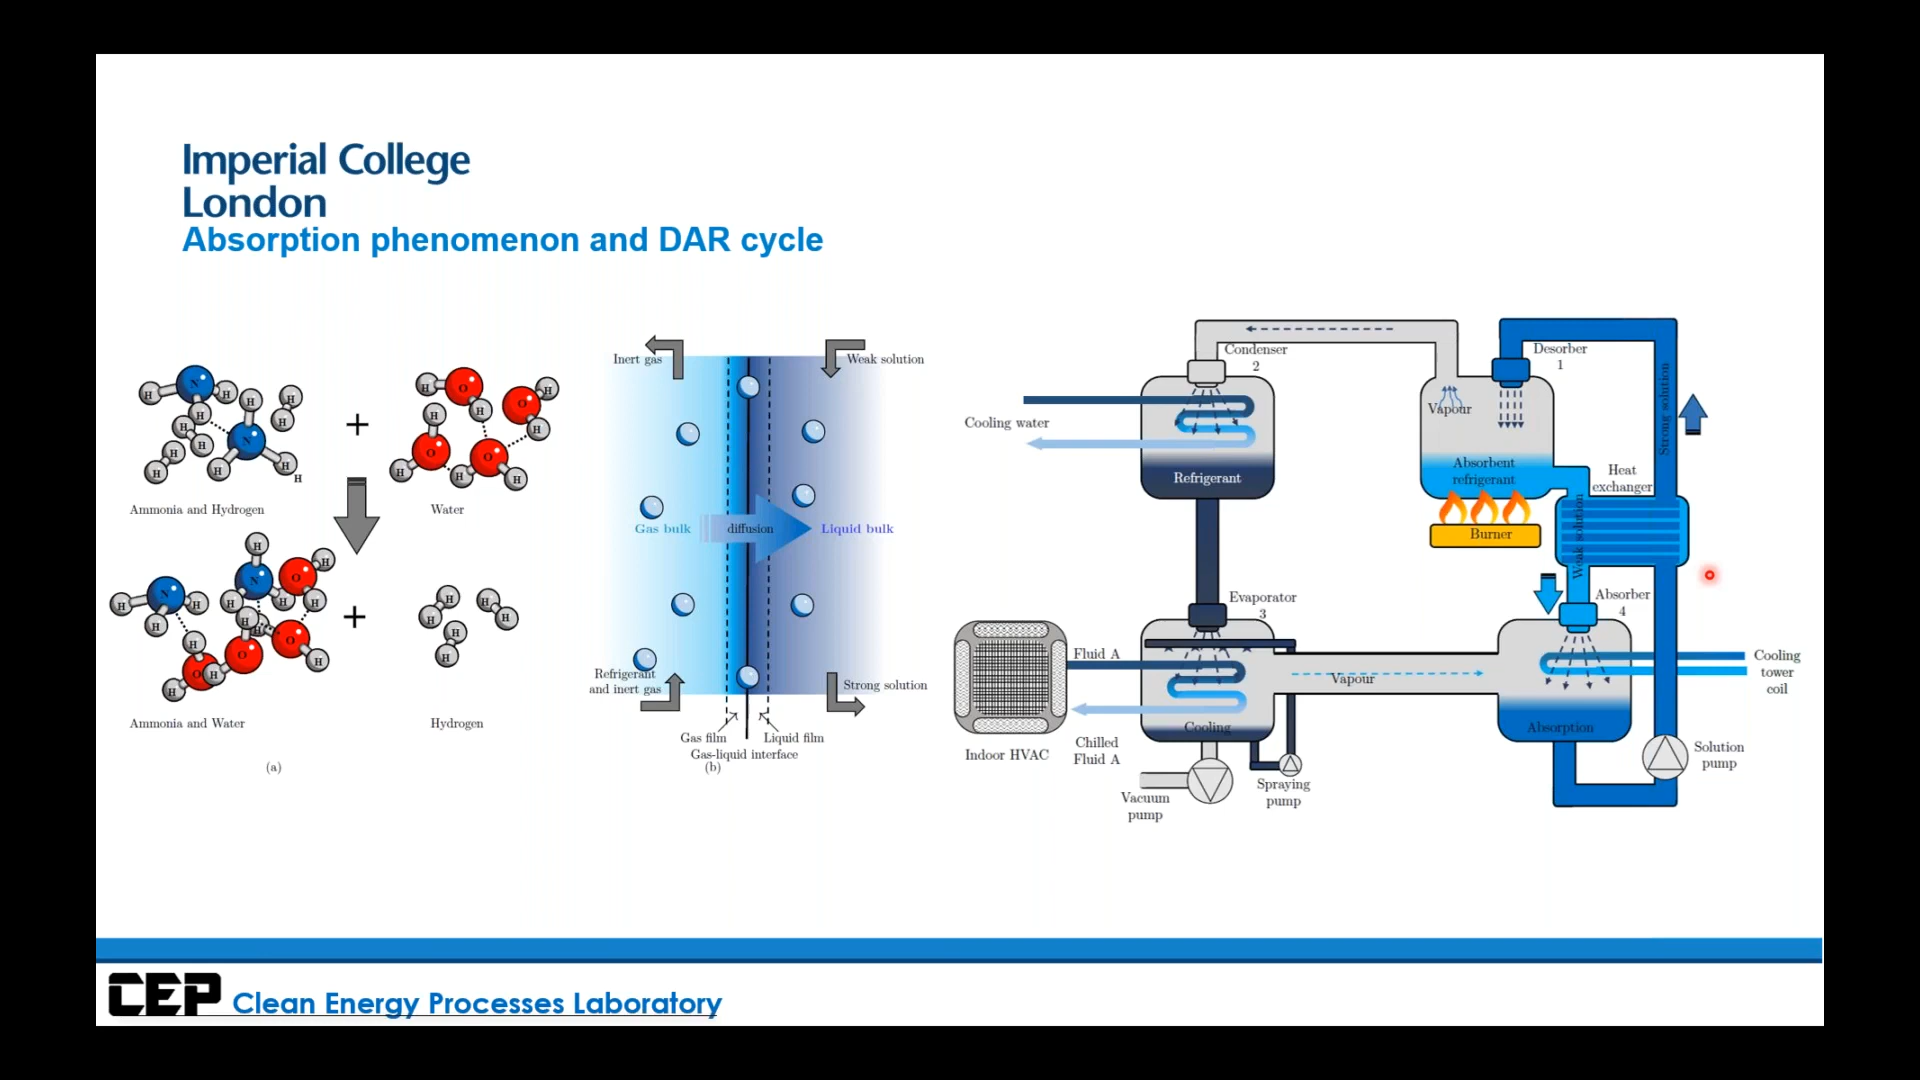 Imperial College
London
Absorption phenomenon and DAR cycle
Ammonia and Hydrogen
Water
Ammonia and Water
Hydrogen
(a)
Inert gas
Weak solution
Gas bulk
diffusion
Liquid bulk
Refrigerant
and inert gas
Strong solution
Gas film
Liquid film
Gas-liquid interface
(b)
Condenser
2
Desorber
1
Cooling water
Vapour
Strong solution
Refrigerant
Absorbent
refrigerant
Heat
exchanger
Burner
Weak solution
Evaporator
3
Absorber
4
Fluid A
Vapour
Cooling
tower
coil
Cooling
Absorption
Indoor HVAC
Chilled
Fluid A
Solution
pump
Vacuum
pump
Spraying
pump
CEP Clean Energy Processes Laboratory